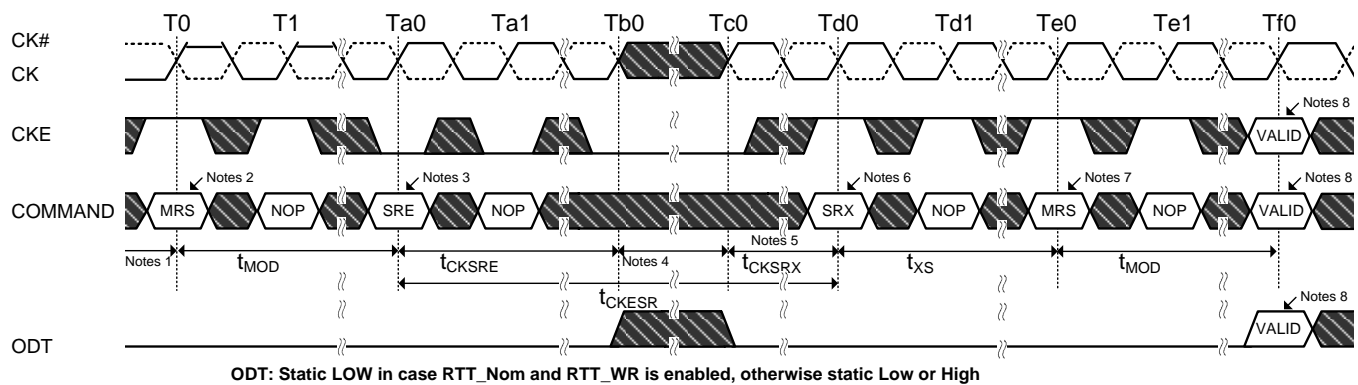 T0 T1 Ta0 Ta1 Tb0 Tc0 Td0 Td1 Te0 Te1 Tf0
CK#
CK
Notes 8
CKE
VALID
Notes 2 Notes 3 Notes 6 Notes 7 Notes 8
COMMAND MRS NOP SRE NOP SRX NOP MRS NOP VALID
Notes 1 tMOD tCKSRE Notes 4 Notes 5 tCKSRX tXS tMOD
tCKESR
Notes 8
ODT VALID
ODT: Static LOW in case RTT_Nom and RTT_WR is enabled, otherwise static Low or High